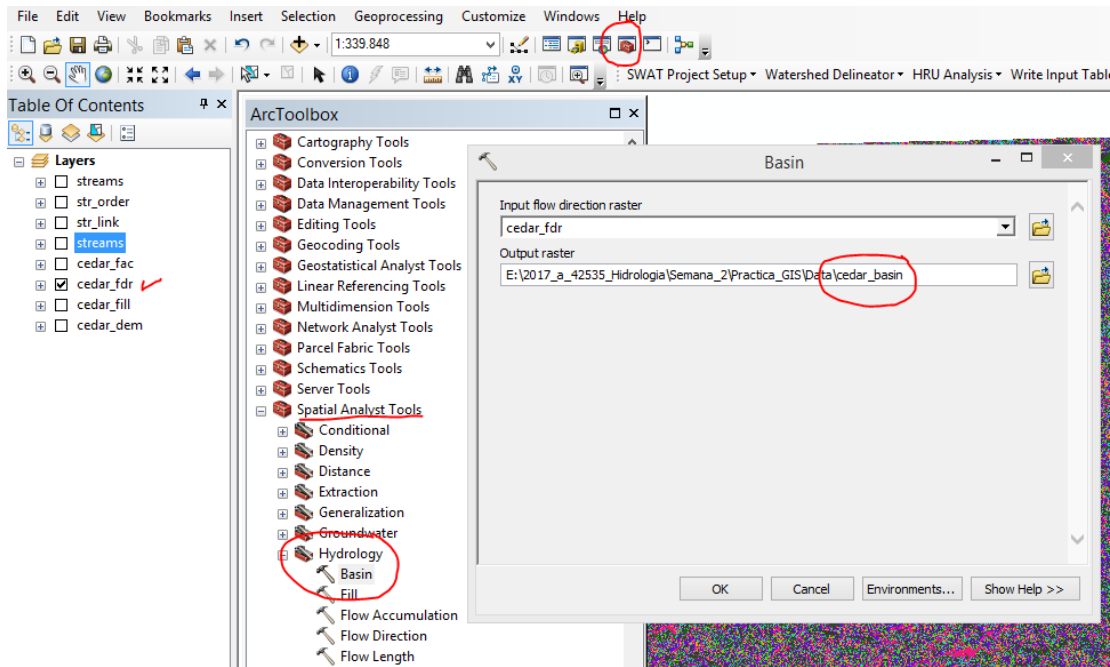 File Edit View Bookmarks Insert Selection Geoprocessing Customize Windows Help
1:339.848
SWAT Project Setup Watershed Delineator HRU Analysis Write Input Table
Table Of Contents
Layers
streams
str_order
str_link
streams
cedar_fac
cedar_fdr
cedar_fill
cedar_dem
ArcToolbox
Cartography Tools
Conversion Tools
Data Interoperability Tools
Data Management Tools
Editing Tools
Geocoding Tools
Geostatistical Analyst Tools
Linear Referencing Tools
Multidimension Tools
Network Analyst Tools
Parcel Fabric Tools
Schematics Tools
Server Tools
Spatial Analyst Tools
Conditional
Density
Distance
Extraction
Generalization
Groundwater
Hydrology
Basin
Fill
Flow Accumulation
Flow Direction
Flow Length
Basin
Input flow direction raster
cedar_fdr
Output raster
E:\2017_a_42535_Hidrologia\Semana_2\Practica_GIS\Data\cedar_basin
OK Cancel Environments... Show Help >>